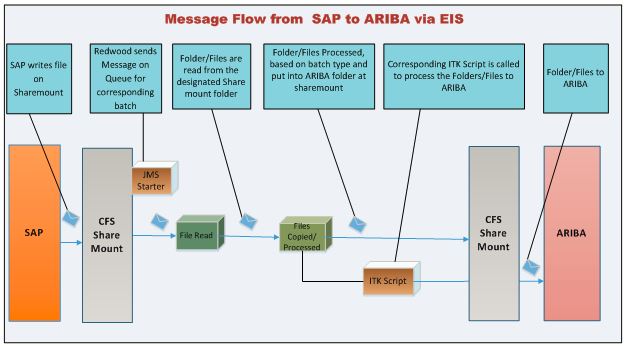 Message Flow from SAP to ARIBA via EIS
SAP writes file
on
Sharemount
Redwood sends
Message on
Queue for
corresponding
batch
Folder/Files are
read from the
designated Share
mount folder
Folder/Files Processed,
based on batch type and
put into ARIBA folder at
sharemount
Corresponding ITK Script is called
to process the Folders/Files to
ARIBA
Folder/Files to
ARIBA
SAP
CFS
Share
Mount
JMS
Starter
File Read
Files
Copied/
Processed
ITK Script
CFS
Share
Mount
ARIBA